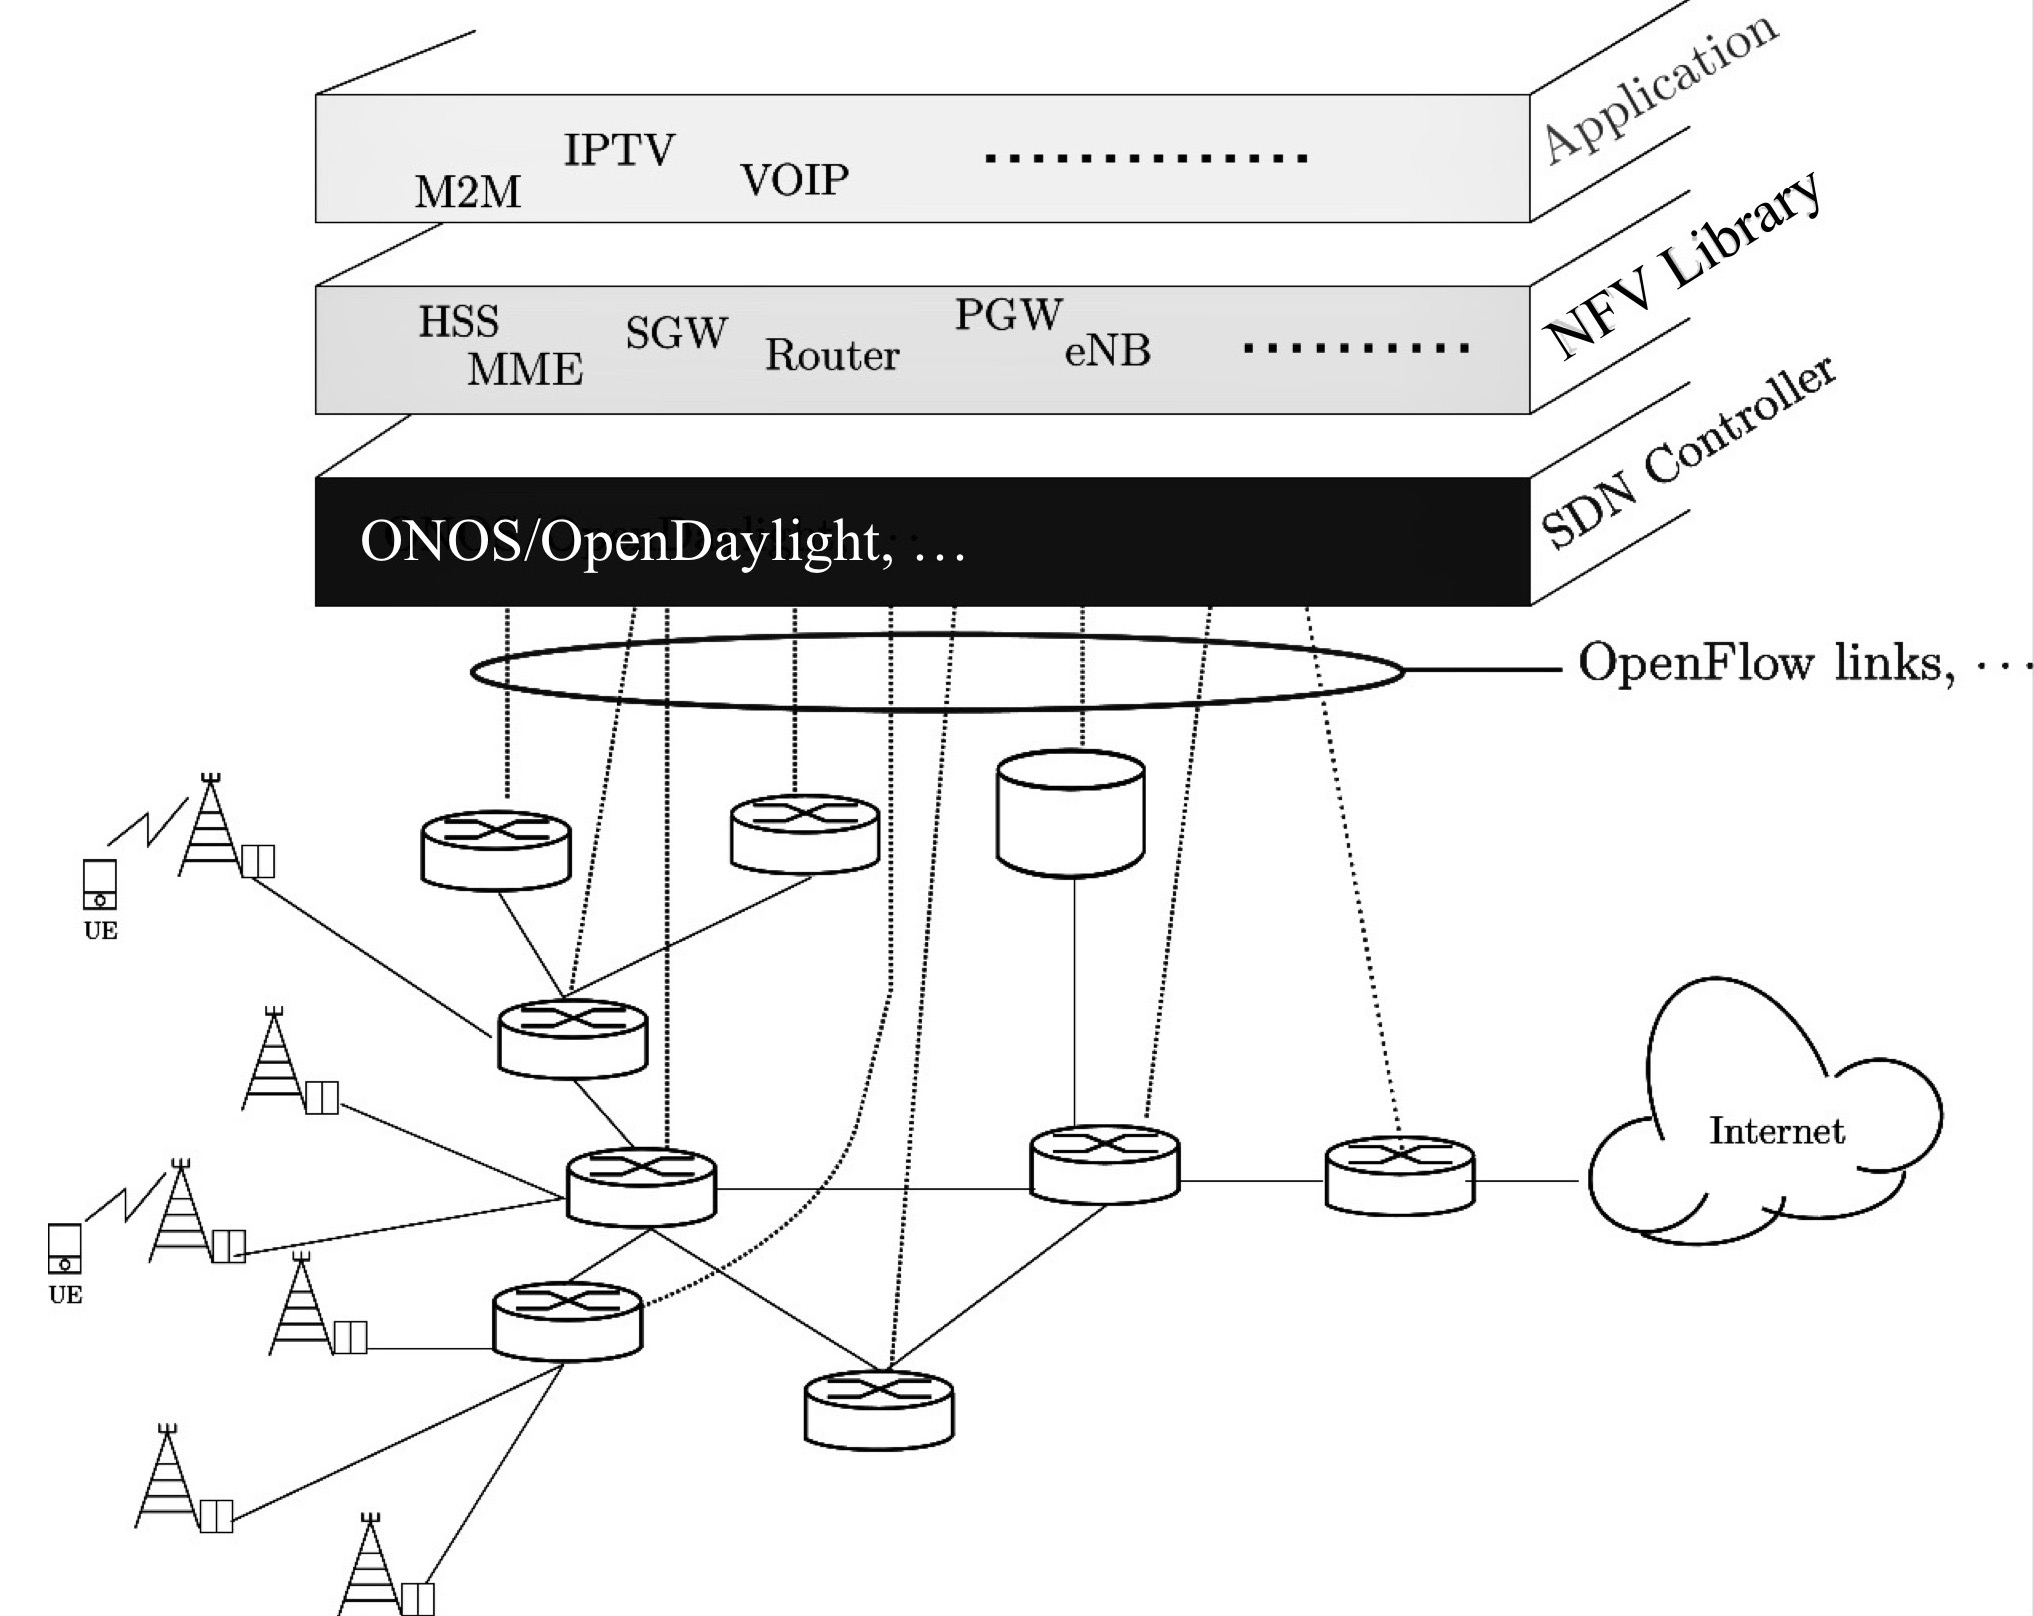 Application
IPTV
M2M
VOIP
..............
NFV Library
HSS
SGW
PGW
MME
Router
eNB
..........
SDN Controller
ONOS/OpenDaylight, …
OpenFlow links, ···
UE
UE
Internet